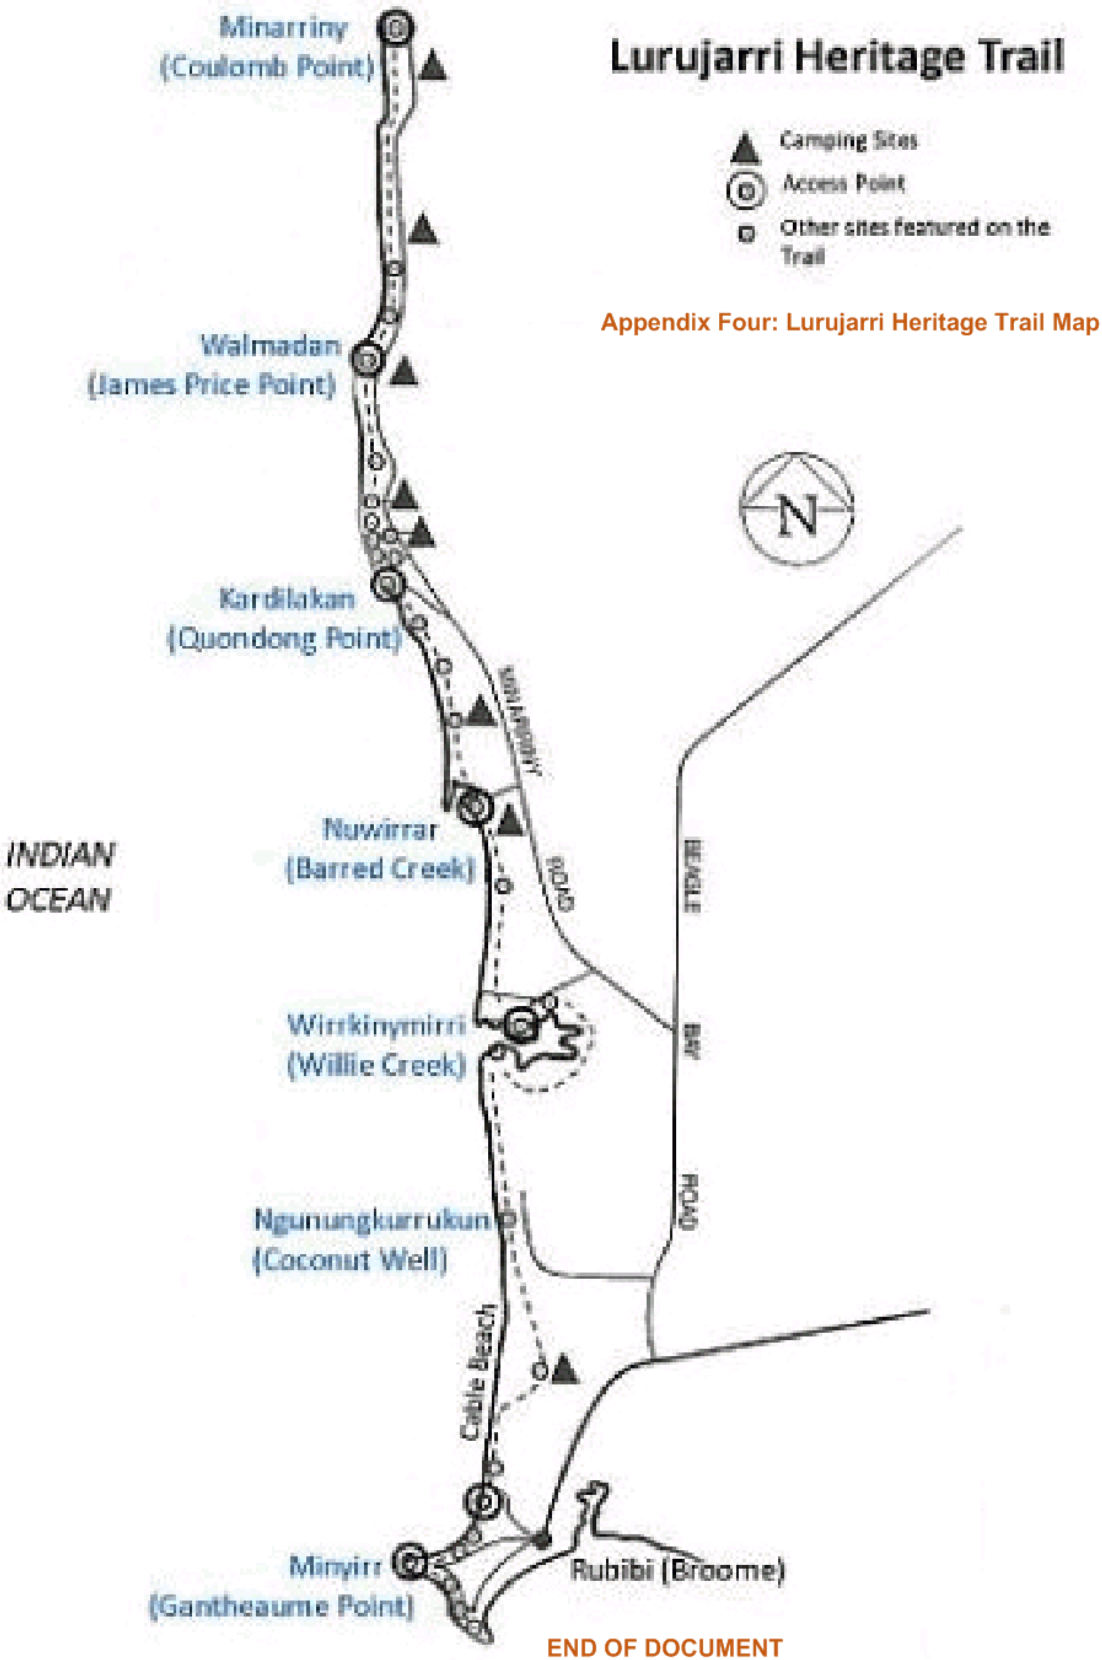 Minarriny
(Coulomb Point)
Lurujarri Heritage Trail
Camping Sites
Access Point
Other sites featured on the
Trail
Appendix Four: Lurujarri Heritage Trail Map
Walmadan
(James Price Point)
N
Kardilakan
(Quondong Point)
MINARRINY
ROAD
Nuwirrar
(Barred Creek)
INDIAN
OCEAN
BEAGLE
BAY
ROAD
Wirrkinymirri
(Willie Creek)
Ngunungkurrukun
(Coconut Well)
Cable Beach
Minyirr
(Gantheaume Point)
Rubibi (Broome)
END OF DOCUMENT